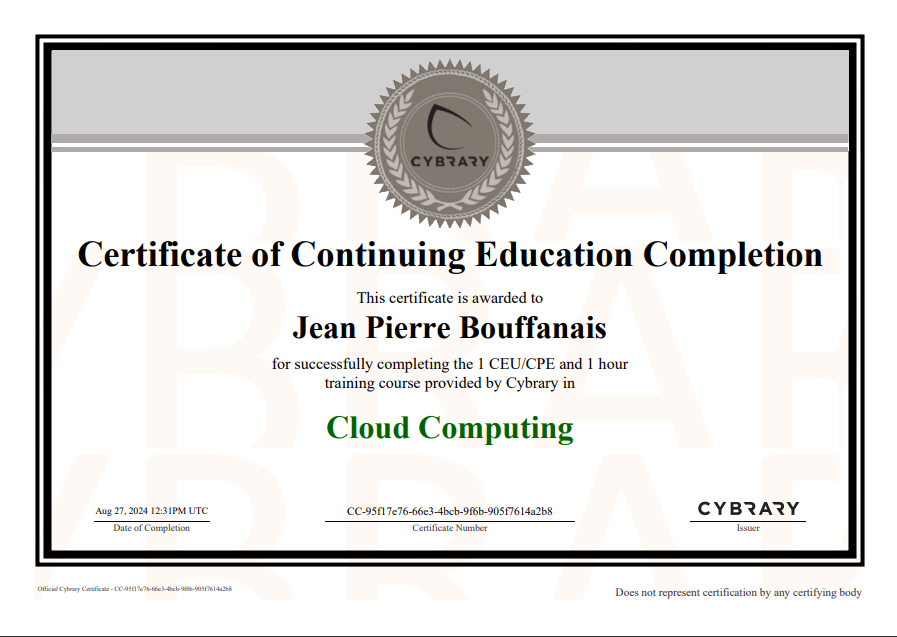 CYBRARY
Certificate of Continuing Education Completion
This certificate is awarded to
Jean Pierre Bouffanais
for successfully completing the 1 CEU/CPE and 1 hour
training course provided by Cybrary in
Cloud Computing
Aug 27, 2024 12:31PM UTC
Date of Completion
CC-95f17e76-66e3-4bcb-9f6b-905f7614a2b8
Certificate Number
CYBRARY
Issuer
Official Cybrary Certificate - CC-95f17e76-66e3-4bcb-9f6b-905f7614a2b8
Does not represent certification by any certifying body